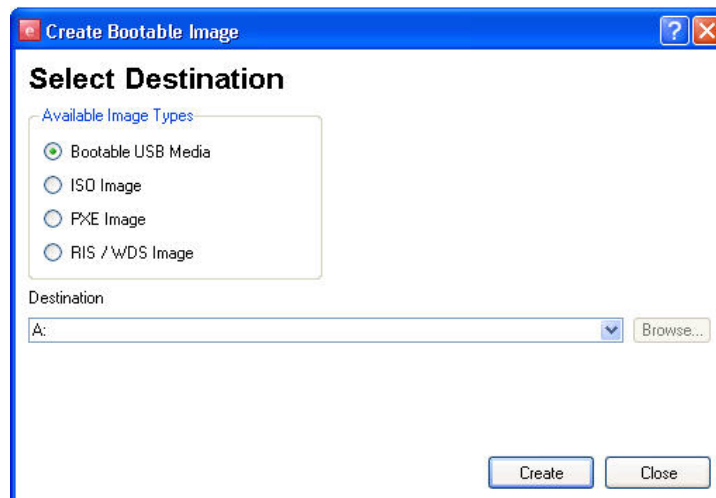 Create Bootable Image
Select Destination
Available Image Types
Bootable USB Media
ISO Image
PXE Image
RIS / WDS Image
Destination
A:
Browse...
Create
Close